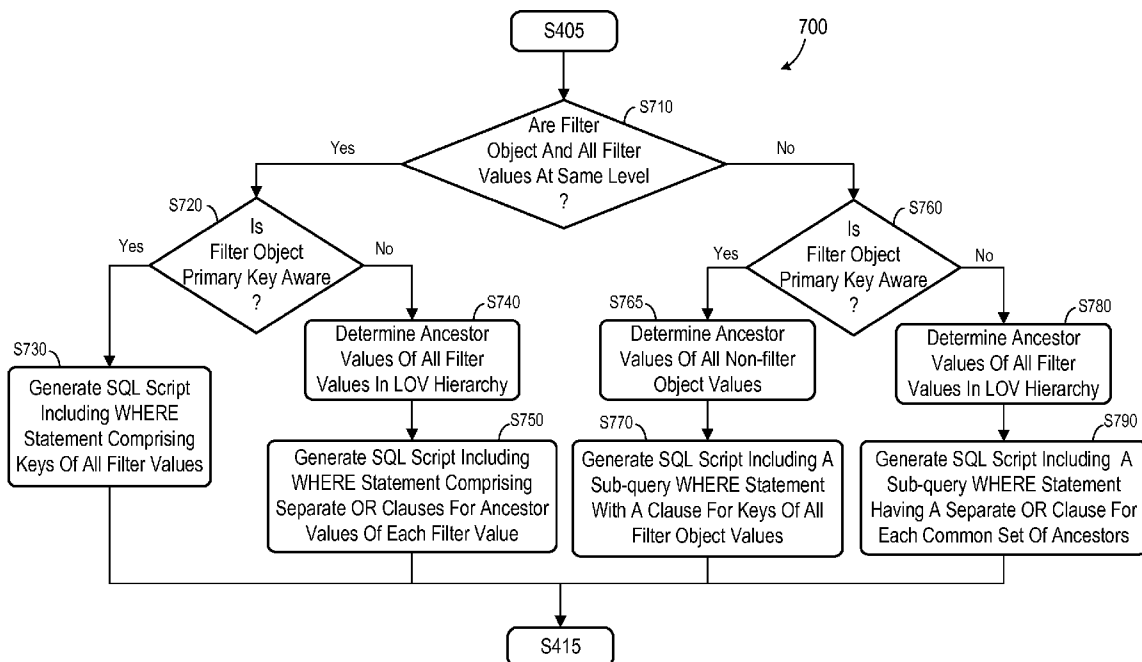 S405
700
S710
Are Filter
Object And All Filter
Values At Same Level
?
Yes
No
S720
Is
Filter Object
Primary Key Aware
?
Yes
No
S760
Is
Filter Object
Primary Key Aware
?
Yes
No
S730
Generate SQL Script
Including WHERE
Statement Comprising
Keys Of All Filter Values
S740
Determine Ancestor
Values Of All Filter
Values In LOV Hierarchy
S765
Determine Ancestor
Values Of All Non-filter
Object Values
S780
Determine Ancestor
Values Of All Filter
Values In LOV Hierarchy
S750
Generate SQL Script Including
WHERE Statement Comprising
Separate OR Clauses For Ancestor
Values Of Each Filter Value
S770
Generate SQL Script Including A
Sub-query WHERE Statement
With A Clause For Keys Of All
Filter Object Values
S790
Generate SQL Script Including A
Sub-query WHERE Statement
Having A Separate OR Clause For
Each Common Set Of Ancestors
S415